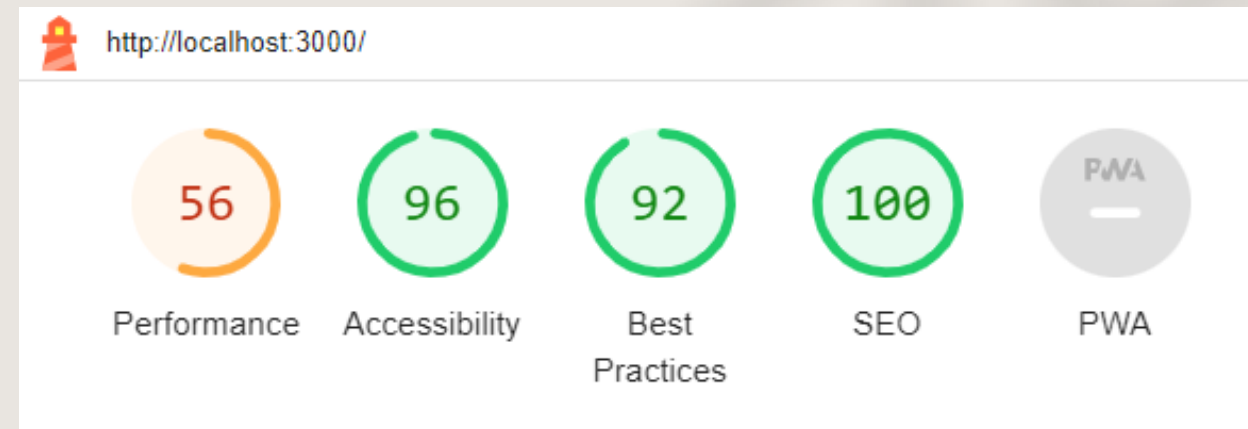 http://localhost:3000/
56
96
92
100
PWA
Performance
Accessibility
Best
Practices
SEO
PWA